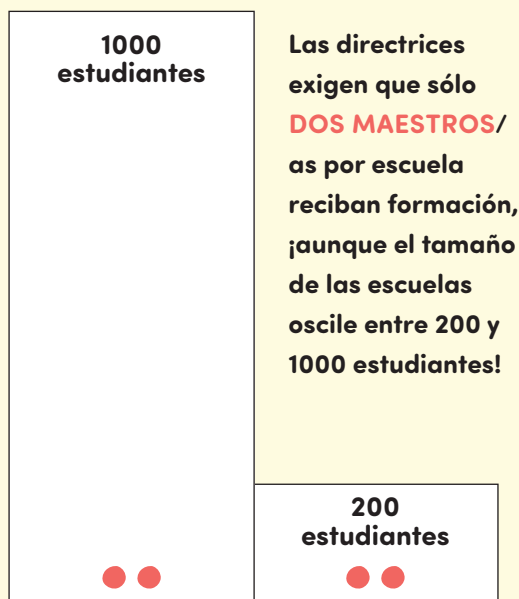 1000
estudiantes
Las directrices
exigen que sólo
DOS MAESTROS/
as por escuela
reciban formación,
¡aunque el tamaño
de las escuelas
oscile entre 200 y
1000 estudiantes!
200
estudiantes